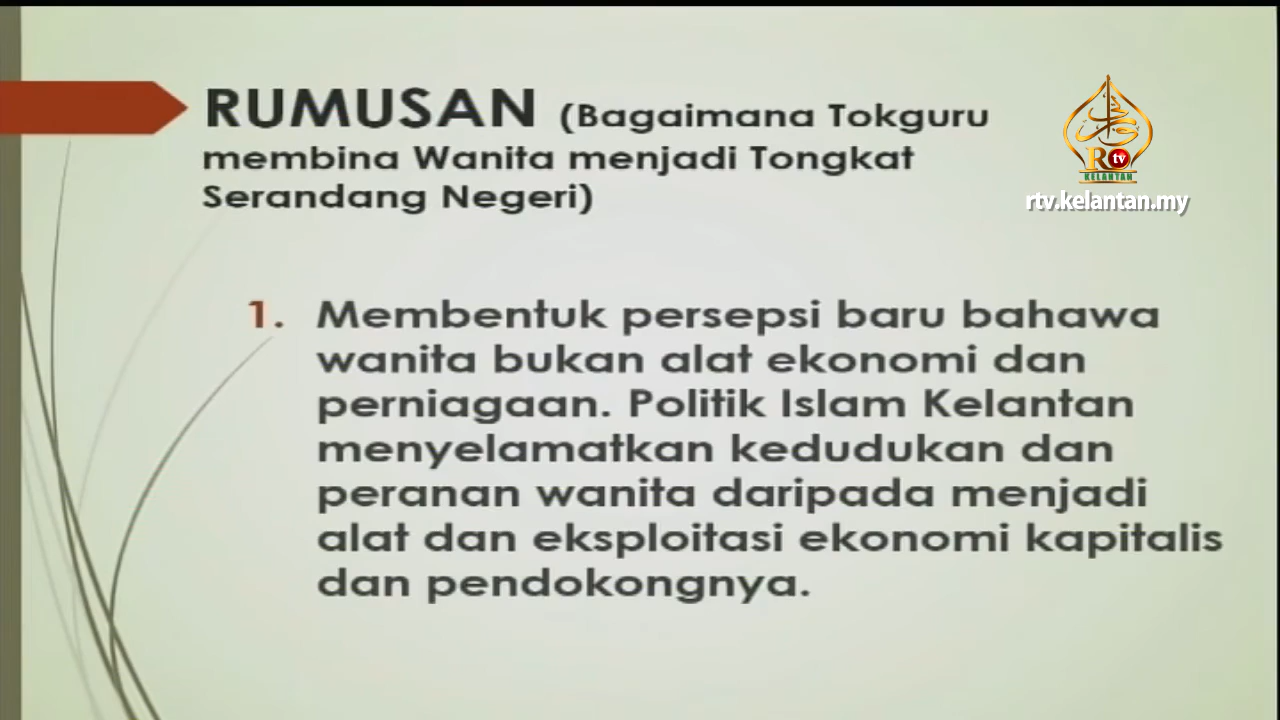 RUMUSAN (Bagaimana Tokguru
membina Wanita menjadi Tongkat
Serandang Negeri)
R tv
KELANTAN
rtv.kelantan.my
1. Membentuk persepsi baru bahawa
wanita bukan alat ekonomi dan
perniagaan. Politik Islam Kelantan
menyelamatkan kedudukan dan
peranan wanita daripada menjadi
alat dan eksploitasi ekonomi kapitalis
dan pendokongnya.